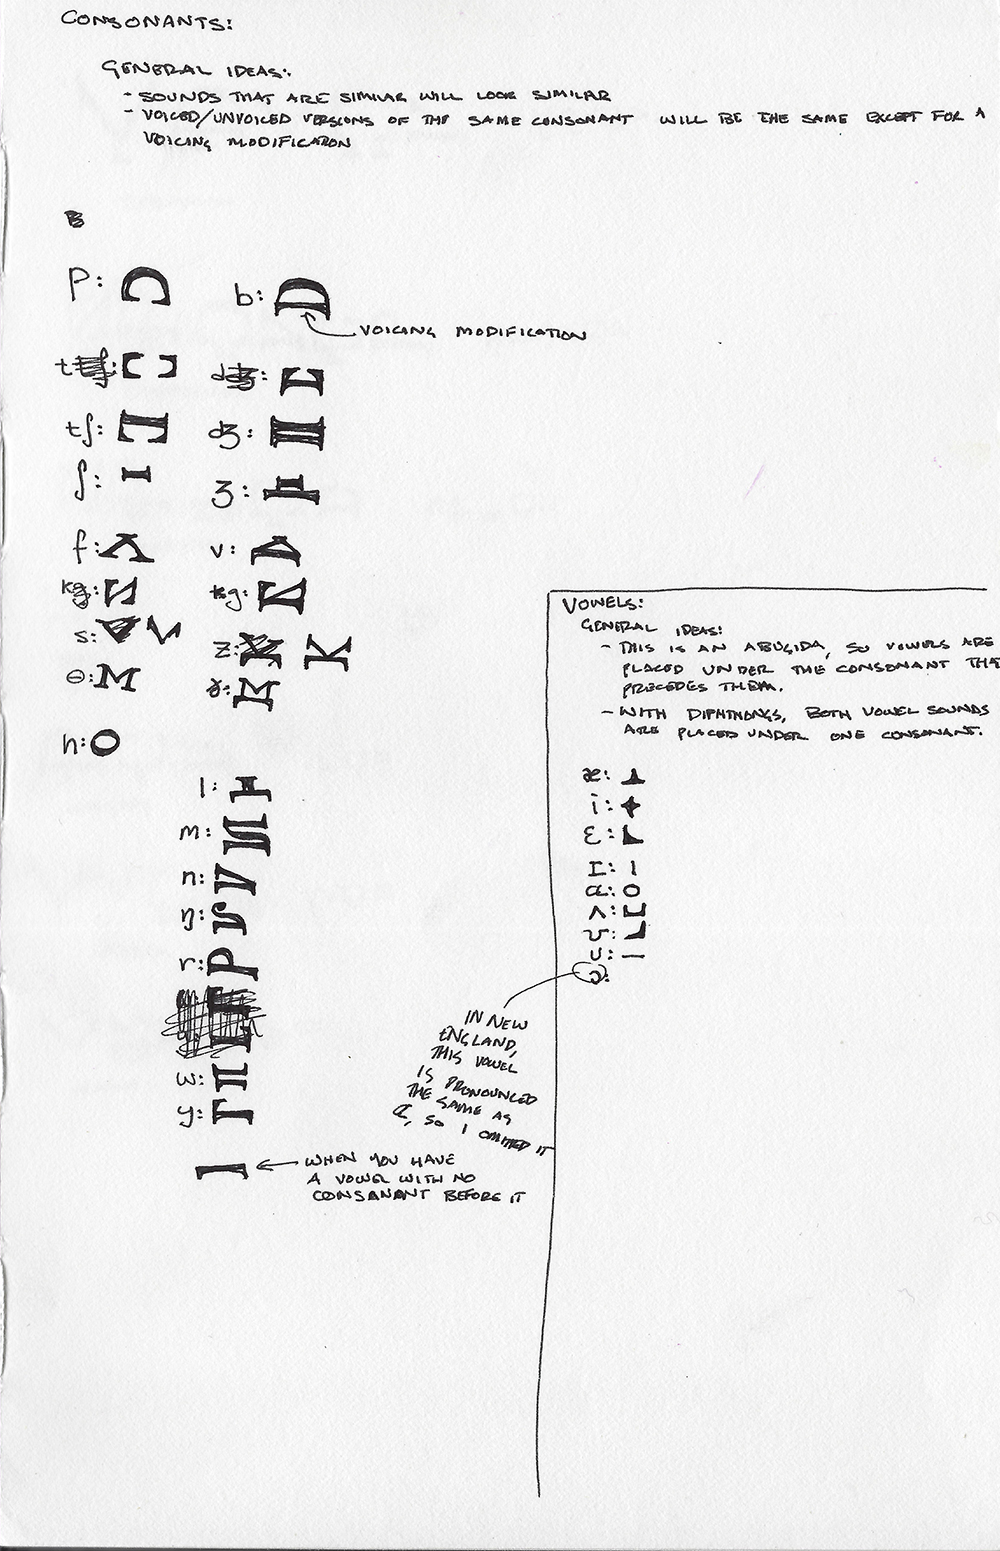 CONSONANTS:
GENERAL IDEAS:
- SOUNDS THAT ARE SIMILAR WILL LOOK SIMILAR
- VOICED/UNVOICED VERSIONS OF THE SAME CONSONANT WILL BE THE SAME EXCEPT FOR A
VOICING MODIFICATION
p: b:
VOICING MODIFICATION
t : d :
tʃ: dʒ:
ʃ: ʒ:
f: v:
k : g:
s: z:
θ:
h:
l:
m:
n:
ŋ:
r:
w:
y:
WHEN YOU HAVE
A VOWEL WITH NO
CONSANANT BEFORE IT
VOWELS:
GENERAL IDEAS:
- THIS IS AN ABUGIDA, SO VOWELS ARE
PLACED UNDER THE CONSONANT THAT
PRECEDES THEM.
- WITH DIPHTHONGS, BOTH VOWEL SOUNDS
ARE PLACED UNDER ONE CONSONANT.
æ:
i:
ɛ:
ɪ:
ɑ:
ʌ:
ʊ:
u:
ɔ:
IN NEW
ENGLAND,
THIS VOWEL
IS PRONOUNCED
THE SAME AS
ɑ, SO I OMITTED IT